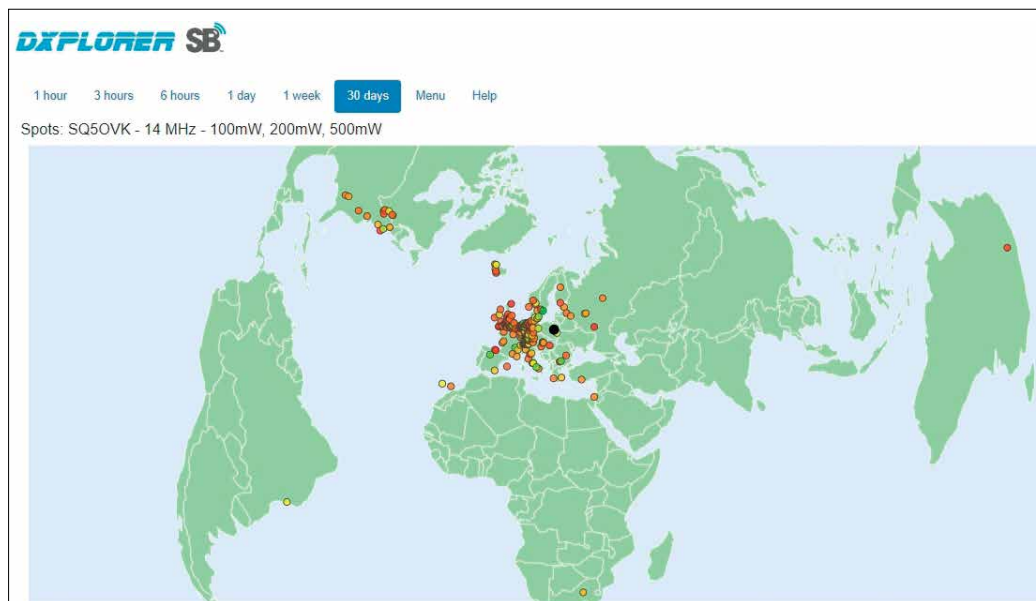 DXPLORER SB
1 hour 3 hours 6 hours 1 day 1 week 30 days Menu Help
Spots: SQ5OVK - 14 MHz - 100mW, 200mW, 500mW